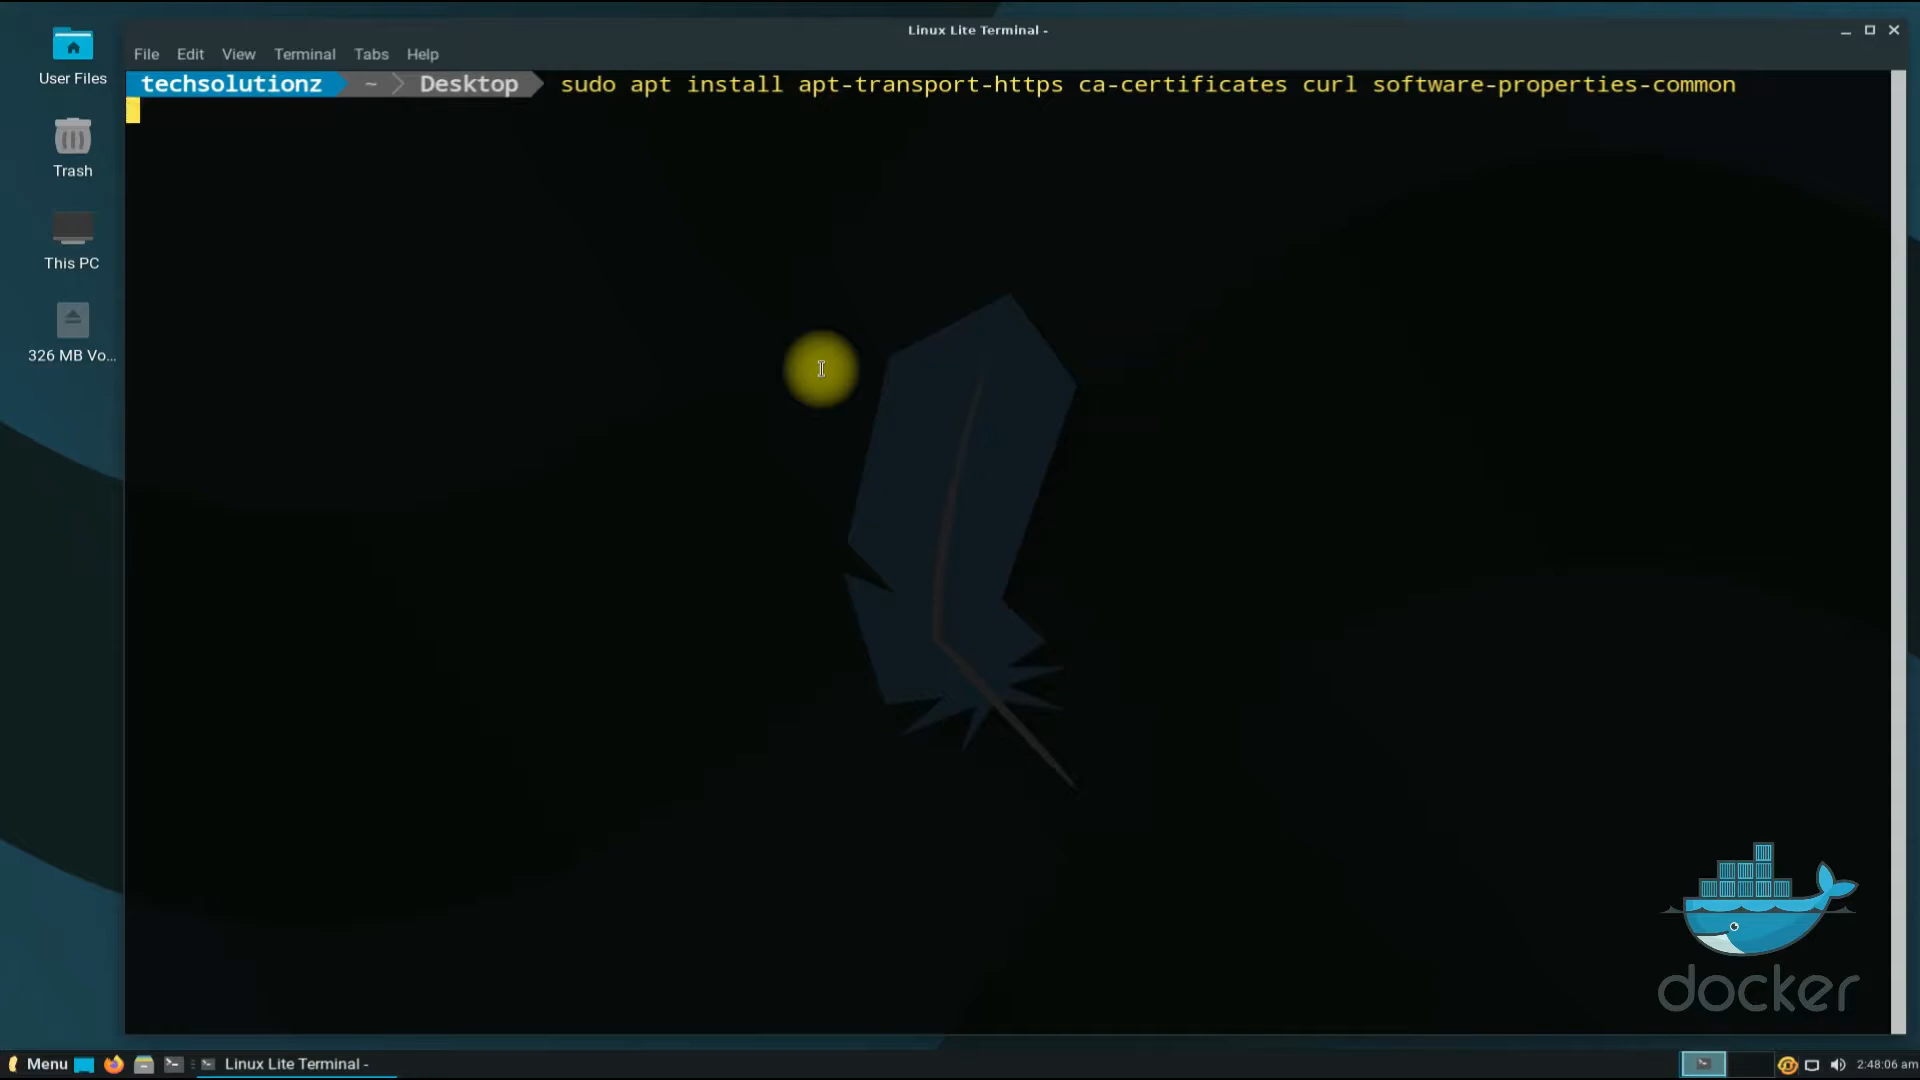 Linux Lite Terminal -
File Edit View Terminal Tabs Help
techsolutionz ~ Desktop sudo apt install apt-transport-https ca-certificates curl software-properties-common
User Files
Trash
This PC
326 MB Vo...
docker
Menu Linux Lite Terminal - 2:48:06 am